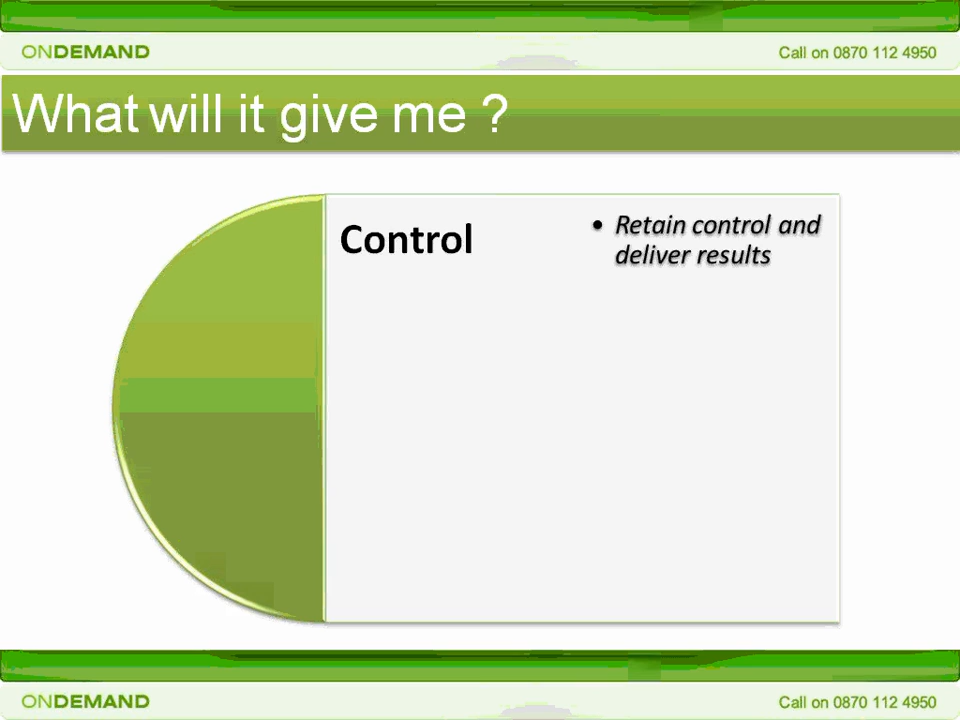 ONDEMAND
Call on 0870 112 4950
What will it give me ?
Control
• Retain control and
deliver results
ONDEMAND
Call on 0870 112 4950